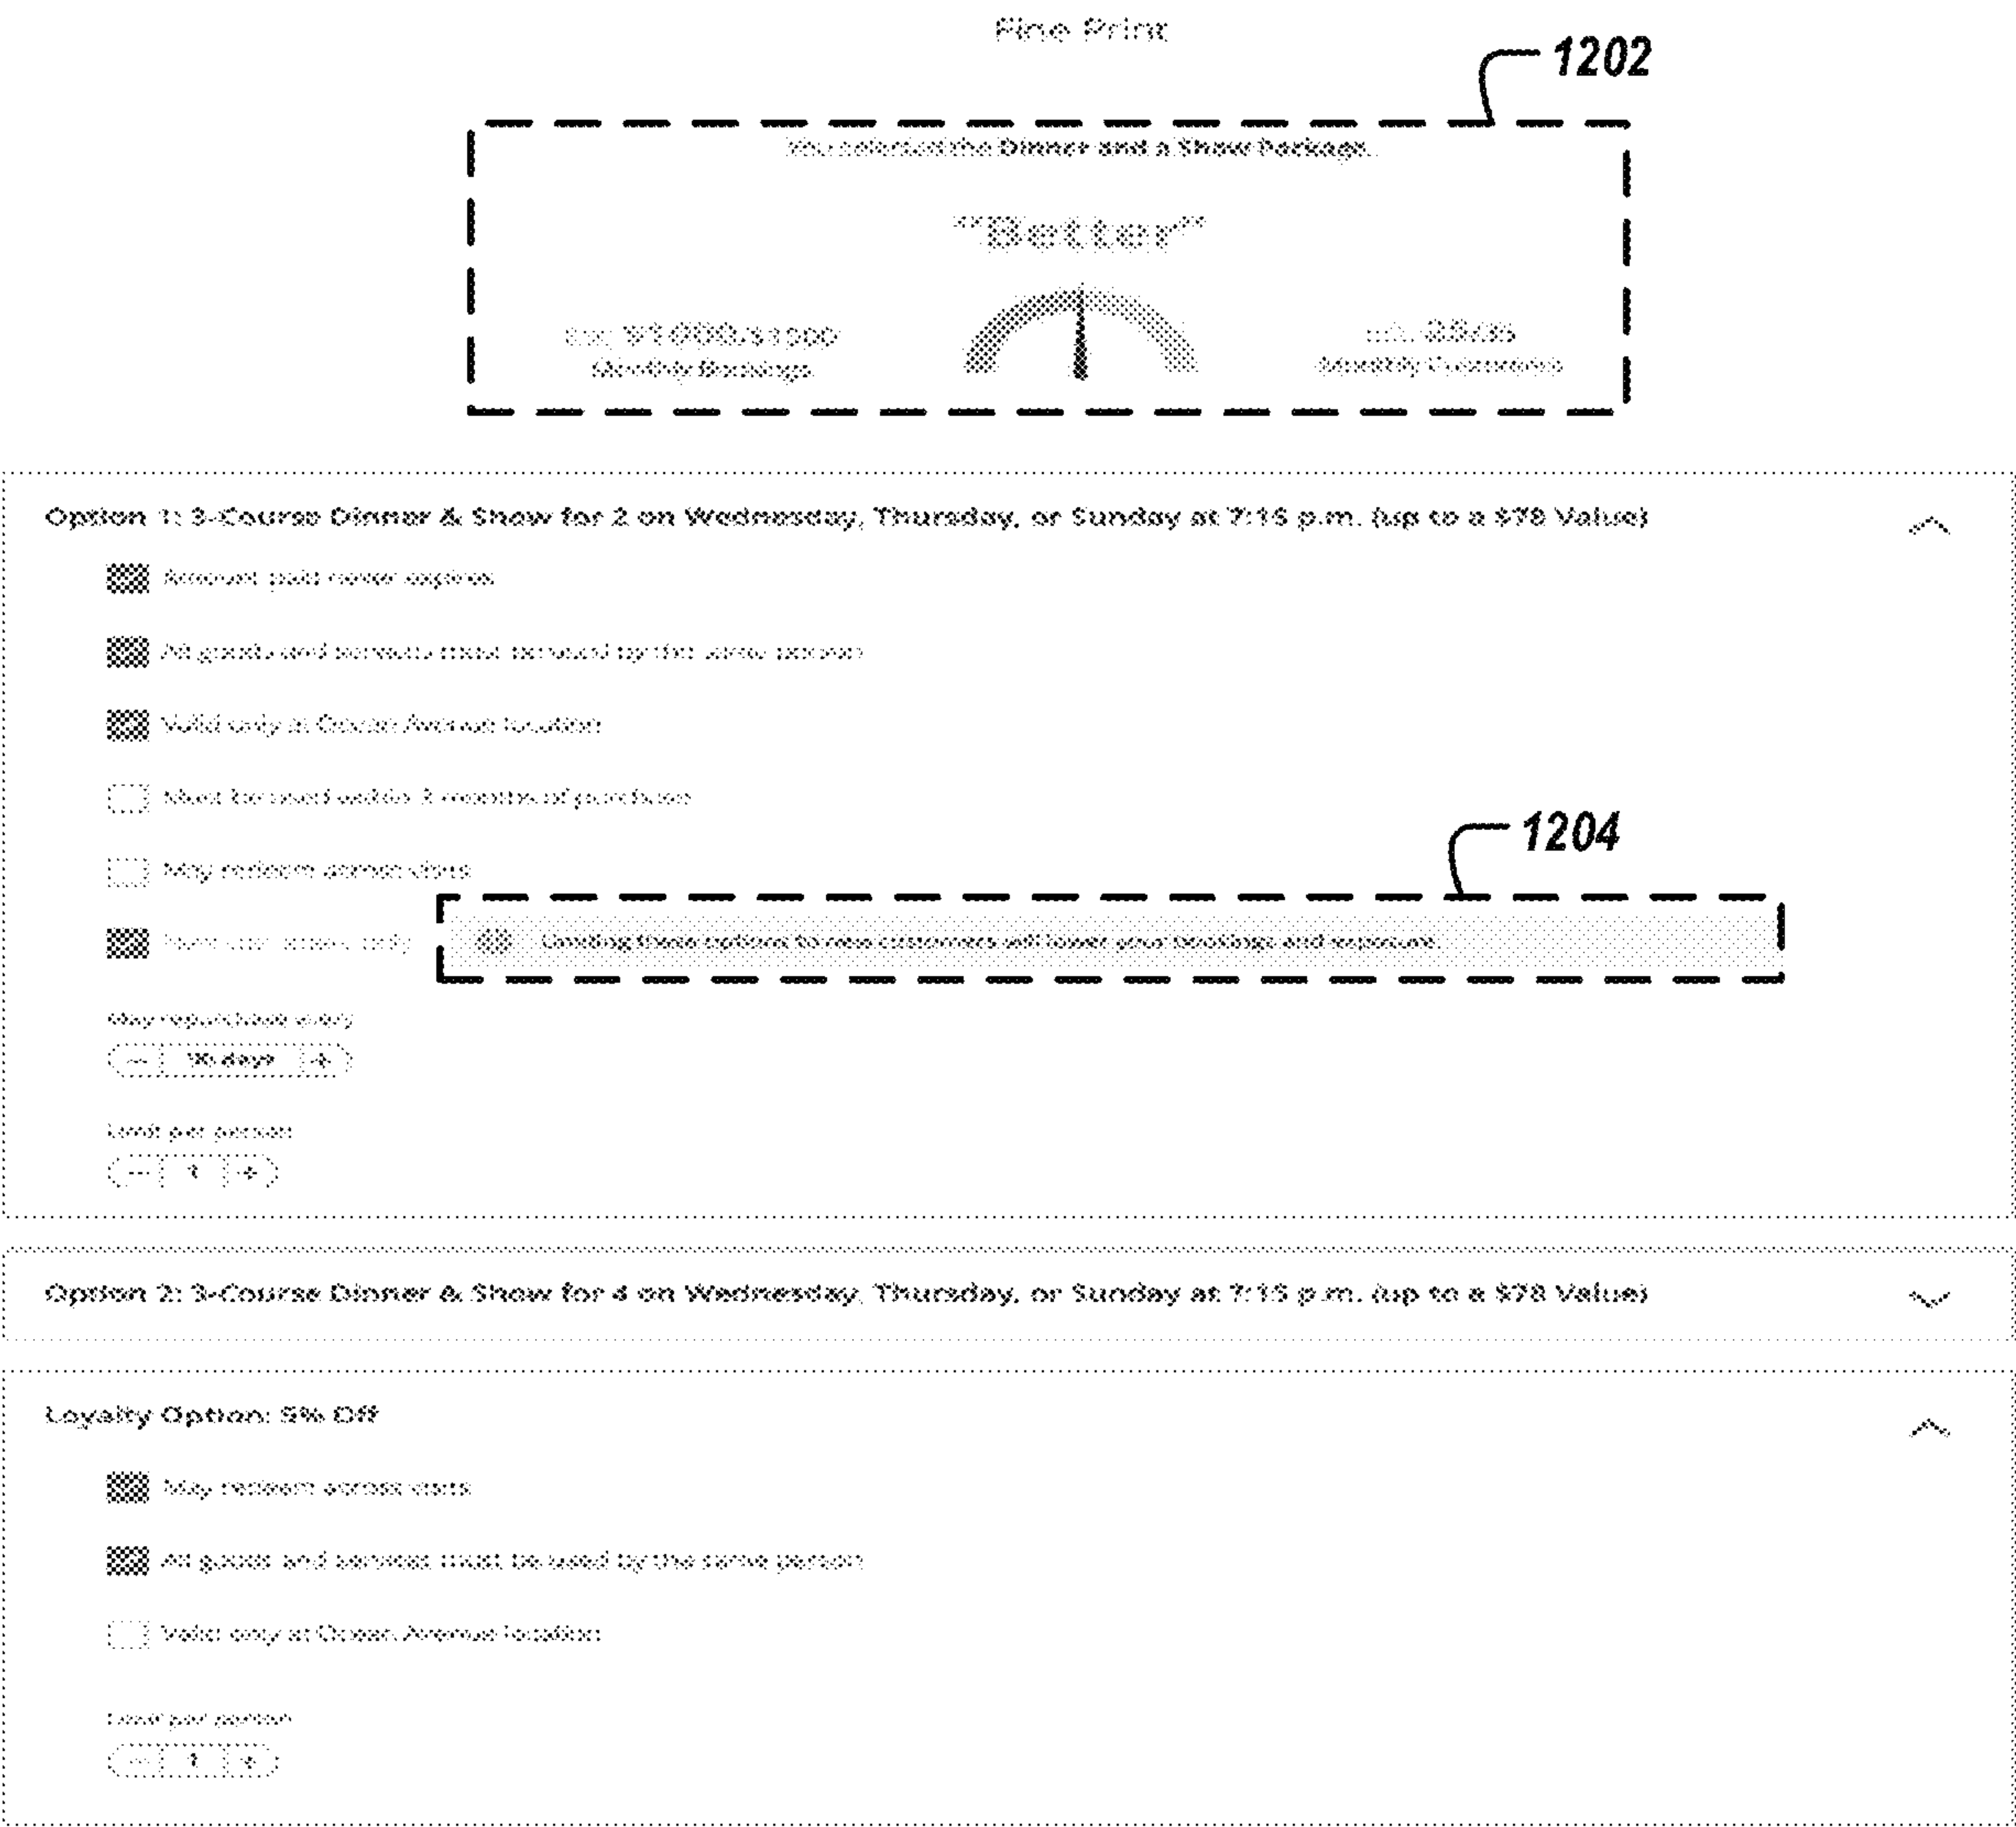 Fine Print
1202
You selected the Dinner and a Show Package.
"Better"
Monthly Bookings
Monthly
Option 1: 3-Course Dinner & Show for 2 on Wednesday, Thursday, or Sunday at 7:15 p.m. (up to a $78 Value)
Amount paid never expires
All goods and services must be used by the same person
Valid only at Ocean Avenue location
Must be used within 3 months of purchase
May redeem across visits
1204
only
Limiting these options to new customers will lower your bookings and exposure.
May repurchase every
- days +
Limit per person
- 1 +
Option 2: 3-Course Dinner & Show for 4 on Wednesday, Thursday, or Sunday at 7:15 p.m. (up to a $78 Value)
Loyalty Option: 5% Off
May redeem across visits
All goods and services must be used by the same person
Valid only at Ocean Avenue location
Limit per person
- 1 +